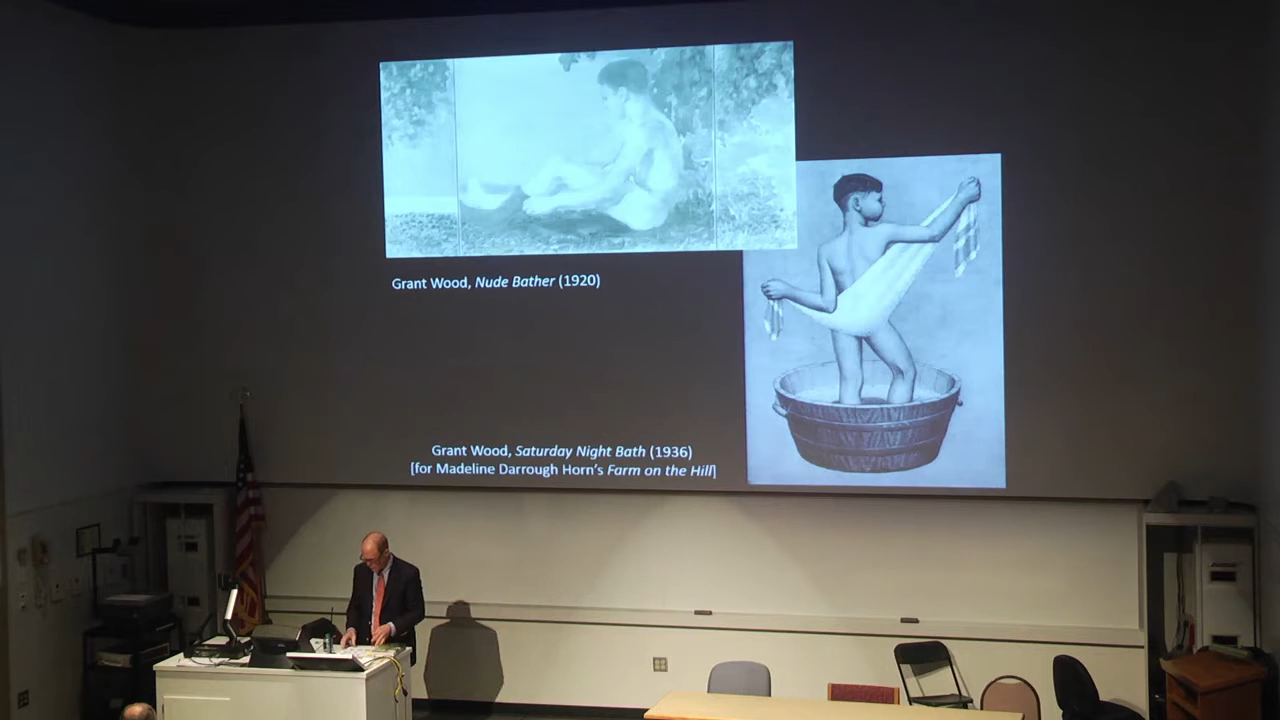 Grant Wood, Nude Bather (1920)
Grant Wood, Saturday Night Bath (1936)
[for Madeline Darrough Horn's Farm on the Hill]